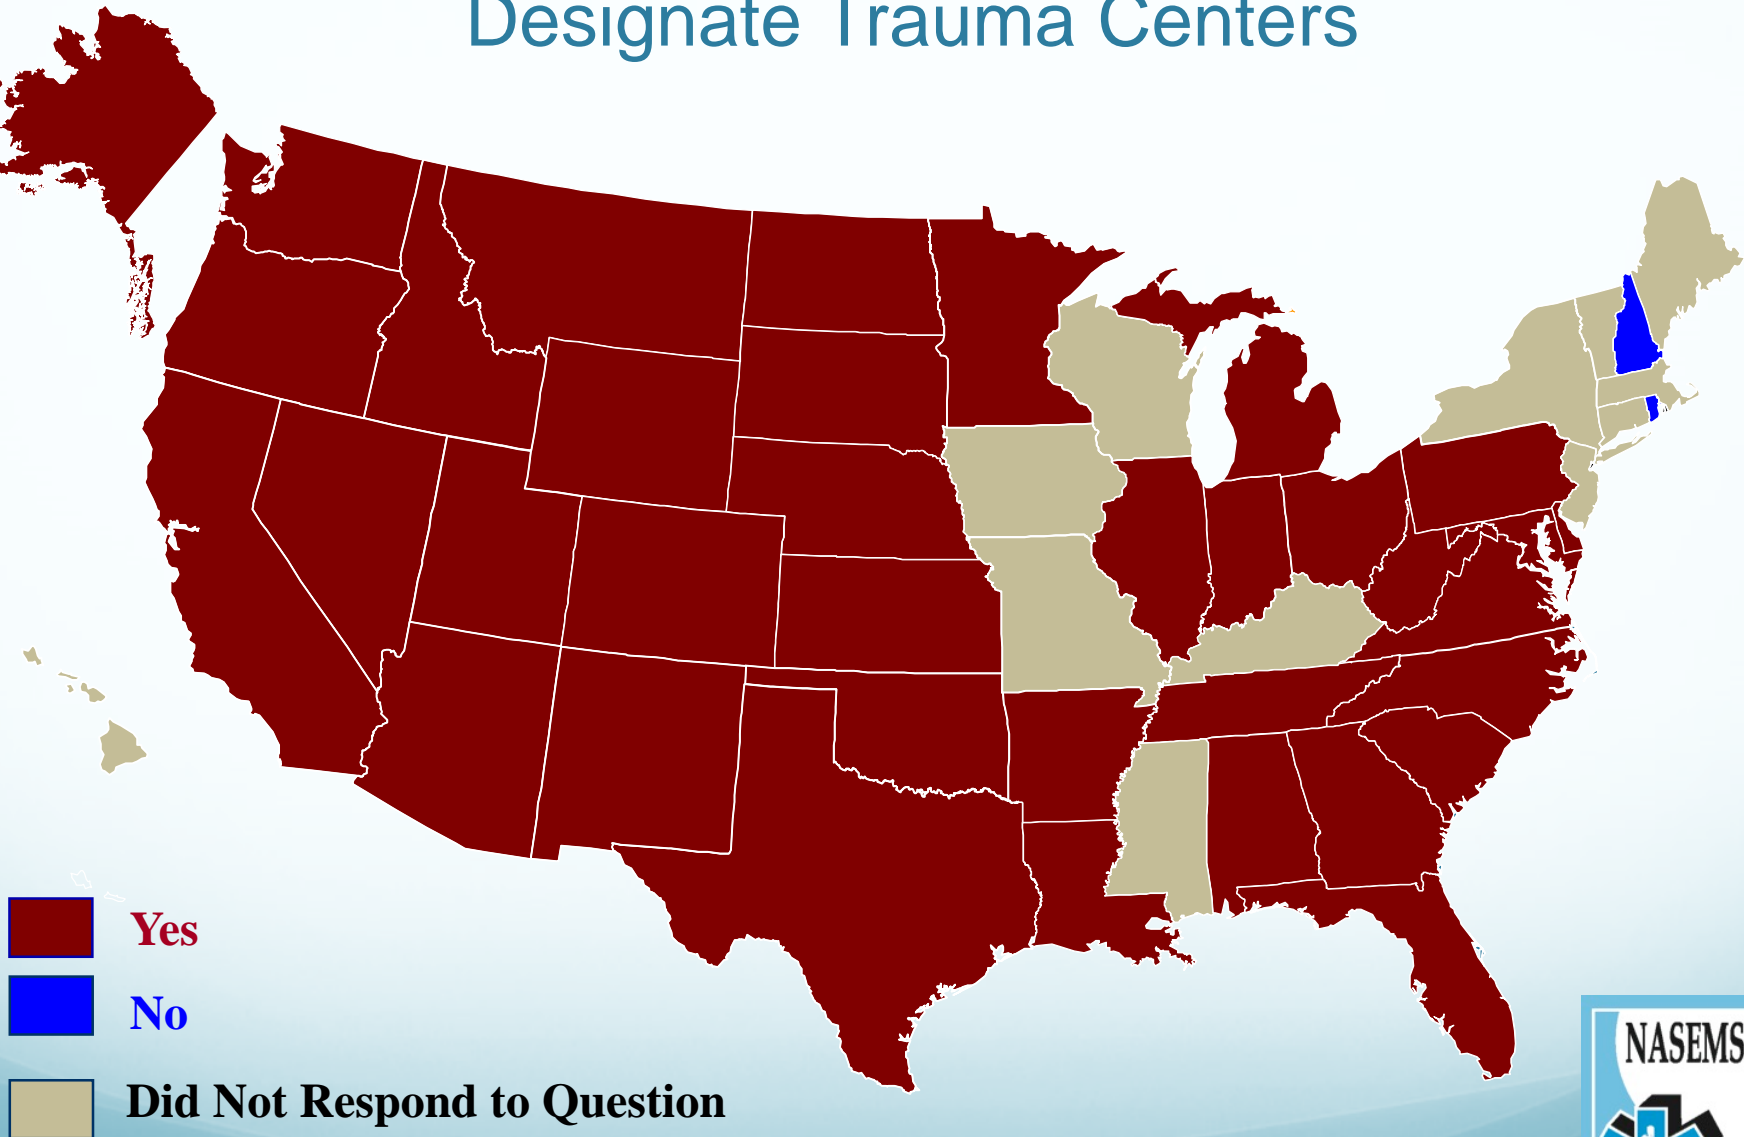 Designate Trauma Centers
Yes
No
Did Not Respond to Question
NASEMS